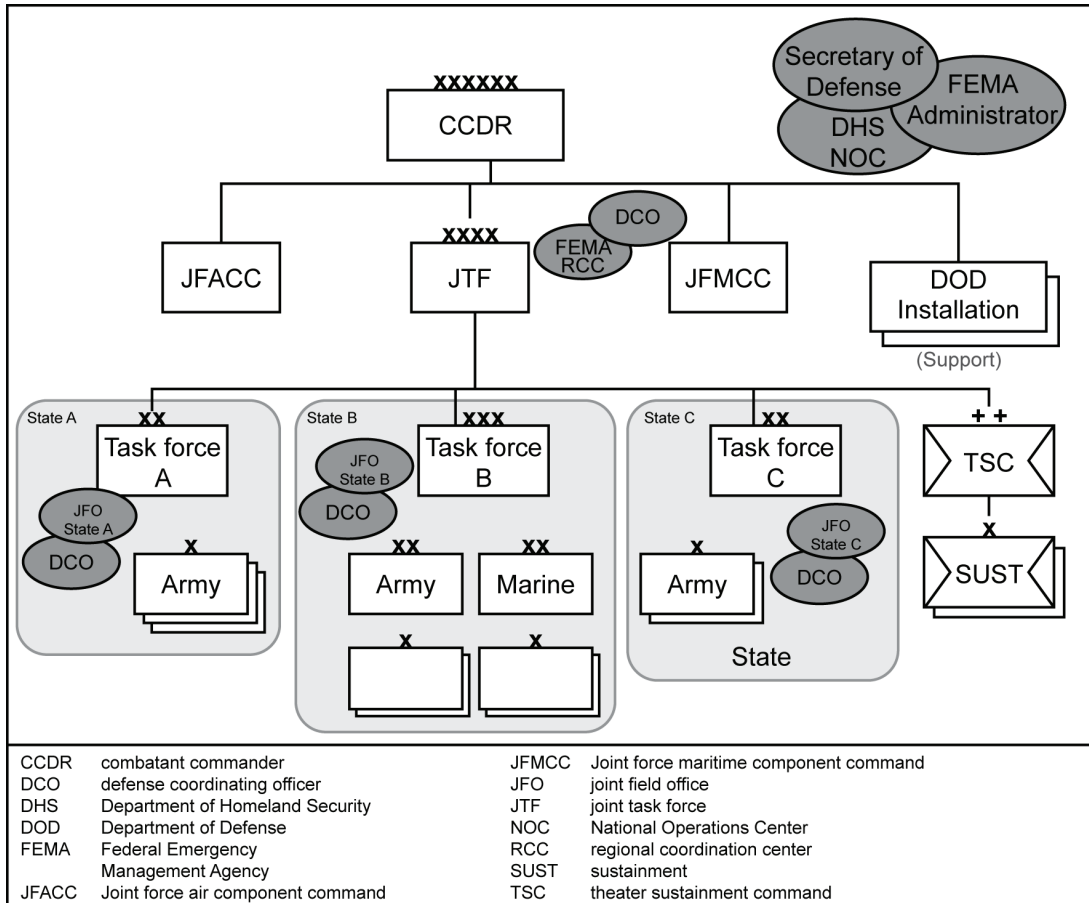 XXXXXX
CCDR
Secretary of
Defense
FEMA
Administrator
DHS
NOC
JFACC
XXXX
JTF
DCO
FEMA
RCC
JFMCC
DOD
Installation
(Support)
State A
XX
Task force
A
JFO
State A
DCO
X
Army
State B
XXX
Task force
B
JFO
State B
DCO
XX
Army
XX
Marine
X
X
State C
XX
Task force
C
JFO
State C
DCO
X
Army
State
++
TSC
X
SUST
CCDR combatant commander
DCO defense coordinating officer
DHS Department of Homeland Security
DOD Department of Defense
FEMA Federal Emergency
Management Agency
JFACC Joint force air component command
JFMCC Joint force maritime component command
JFO joint field office
JTF joint task force
NOC National Operations Center
RCC regional coordination center
SUST sustainment
TSC theater sustainment command